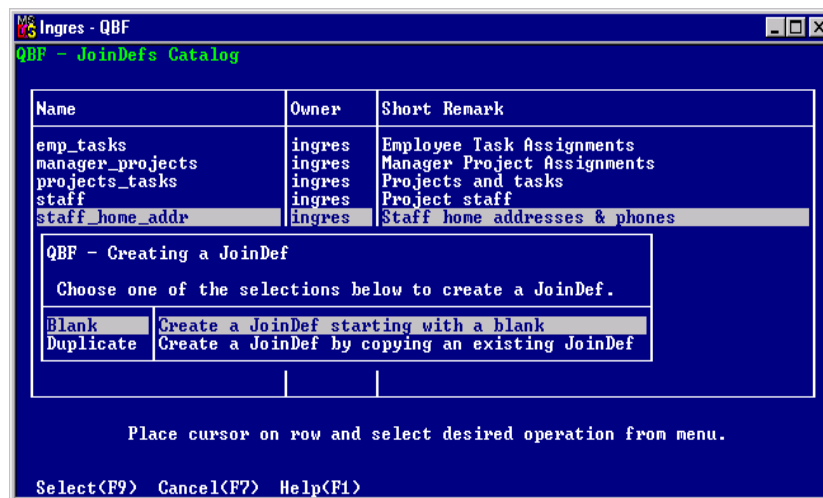 Ingres - QBF
QBF - JoinDefs Catalog
Name Owner Short Remark
emp_tasks ingres Employee Task Assignments
manager_projects ingres Manager Project Assignments
projects_tasks ingres Projects and tasks
staff ingres Project staff
staff_home_addr ingres Staff home addresses & phones
QBF - Creating a JoinDef
Choose one of the selections below to create a JoinDef.
Blank Create a JoinDef starting with a blank
Duplicate Create a JoinDef by copying an existing JoinDef
Place cursor on row and select desired operation from menu.
Select(F9) Cancel(F7) Help(F1)